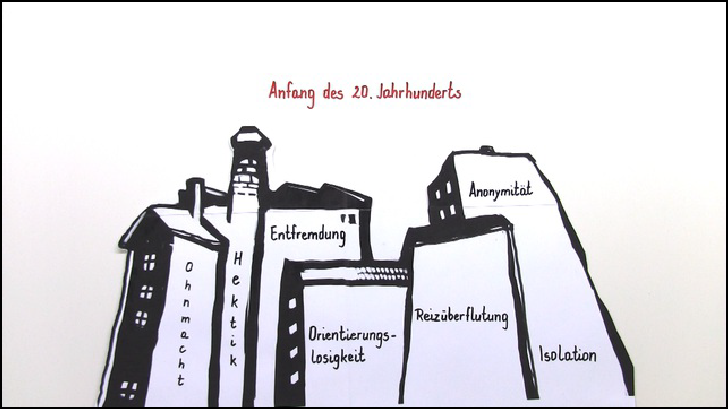 Anfang des 20. Jahrhunderts
Anonymität
Entfremdung
Ohnmacht
Hektik
Reizüberflutung
Orientierungs-
losigkeit
Isolation